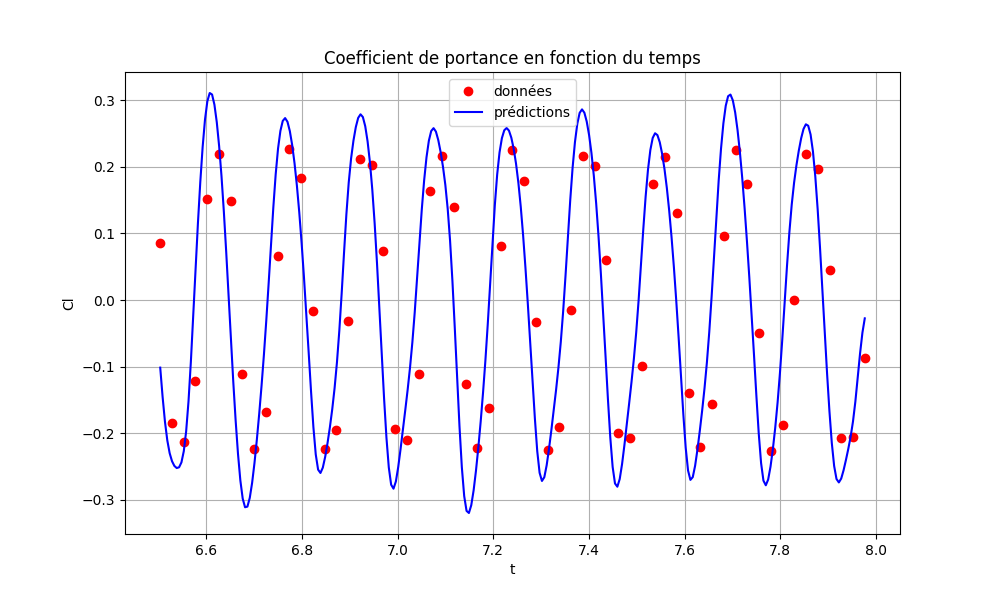 Coefficient de portance en fonction du temps
données
prédictions
Cl
0.3
0.2
0.1
0.0
−0.1
−0.2
−0.3
6.6 6.8 7.0 7.2 7.4 7.6 7.8 8.0
t